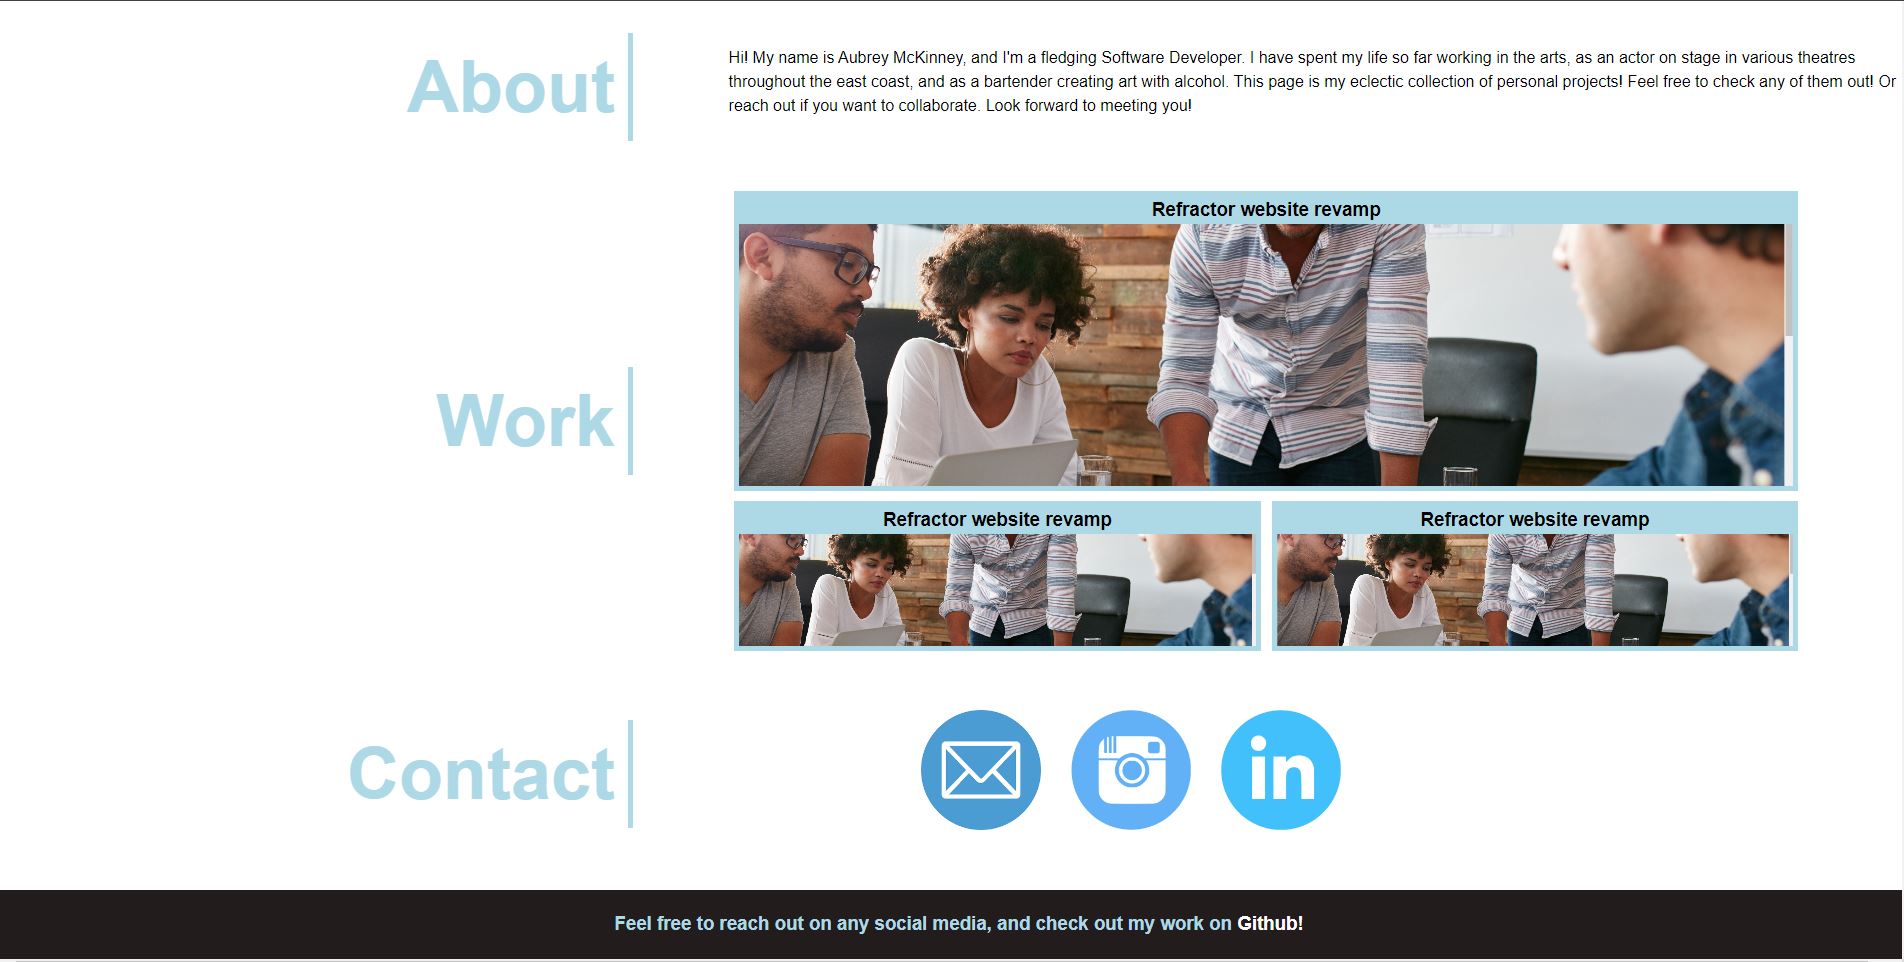 About
Hi! My name is Aubrey McKinney, and I'm a fledging Software Developer. I have spent my life so far working in the arts, as an actor on stage in various theatres
throughout the east coast, and as a bartender creating art with alcohol. This page is my eclectic collection of personal projects! Feel free to check any of them out! Or
reach out if you want to collaborate. Look forward to meeting you!
Work
Refractor website revamp
Refractor website revamp
Refractor website revamp
Contact
in
Feel free to reach out on any social media, and check out my work on Github!